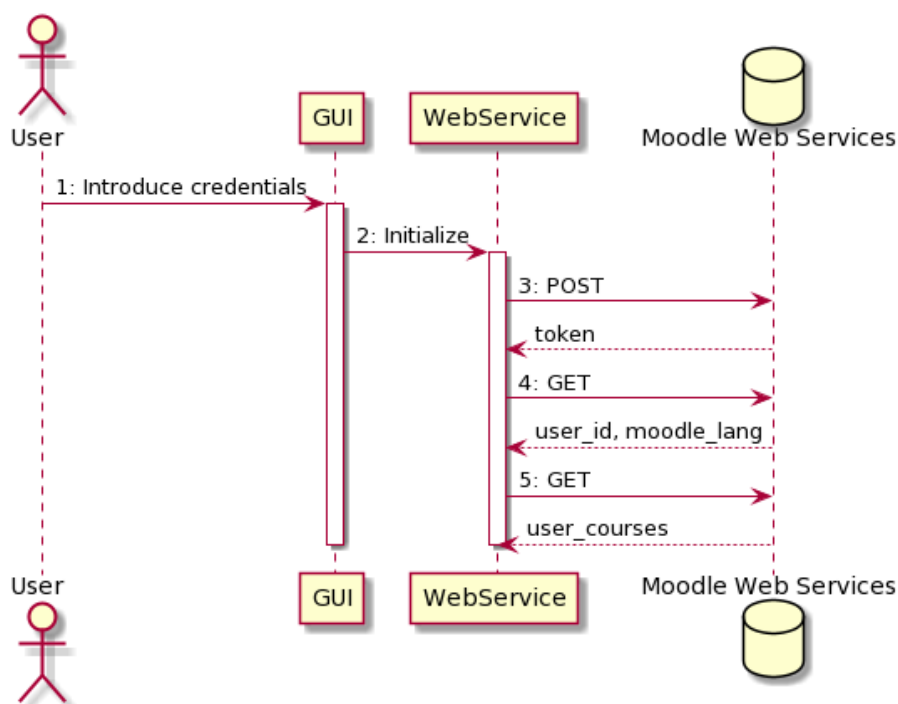 User
GUI
WebService
Moodle Web Services
1: Introduce credentials
2: Initialize
3: POST
token
4: GET
user_id, moodle_lang
5: GET
user_courses
User
GUI
WebService
Moodle Web Services